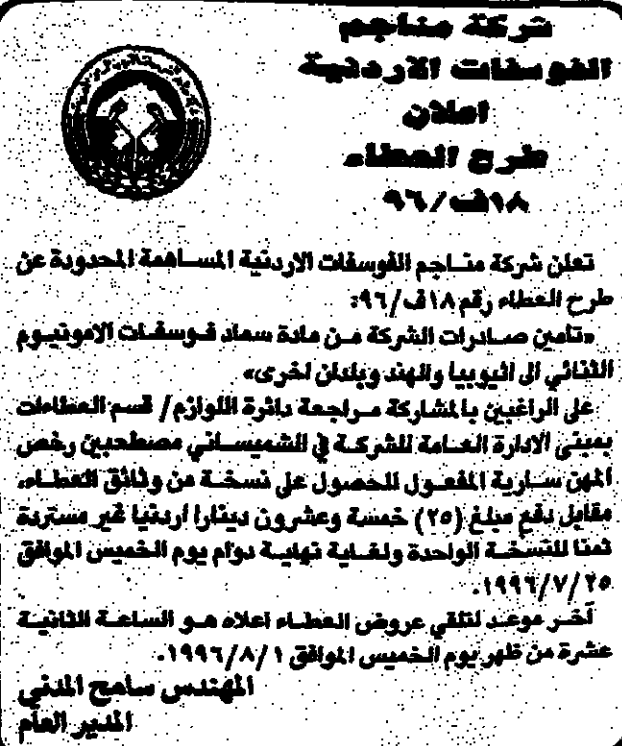 شركة مناجم
الفوسفات الاردنية
اعلان
طرح العطاء
١٨ف/٩٦
تعلن شركة مناجم الفوسفات الاردنية المساهمة المحدودة عن
طرح العطاء رقم ١٨ف/٩٦:
«تأمين صادرات الشركة من مادة سماد فوسفات الامونيوم
الثنائي الى اثيوبيا والهند وبلدان اخرى»
على الراغبين بالمشاركة مراجعة دائرة اللوازم/ قسم العطاءات
بمبنى الادارة العامة للشركة في الشميساني مصطحبين رخص
المهن سارية المفعول للحصول على نسخة من وثائق العطاء،
مقابل دفع مبلغ (٢٥) خمسة وعشرون دينارا اردنيا غير مستردة
ثمنا للنسخة الواحدة ولغاية نهاية دوام يوم الخميس الموافق
٢٥/٧/١٩٩٦.
آخر موعد لتلقي عروض العطاء اعلاه هو الساعة الثانية
عشرة من ظهر يوم الخميس الموافق ١/٨/١٩٩٦.
المهندس سامح المدني
المدير العام